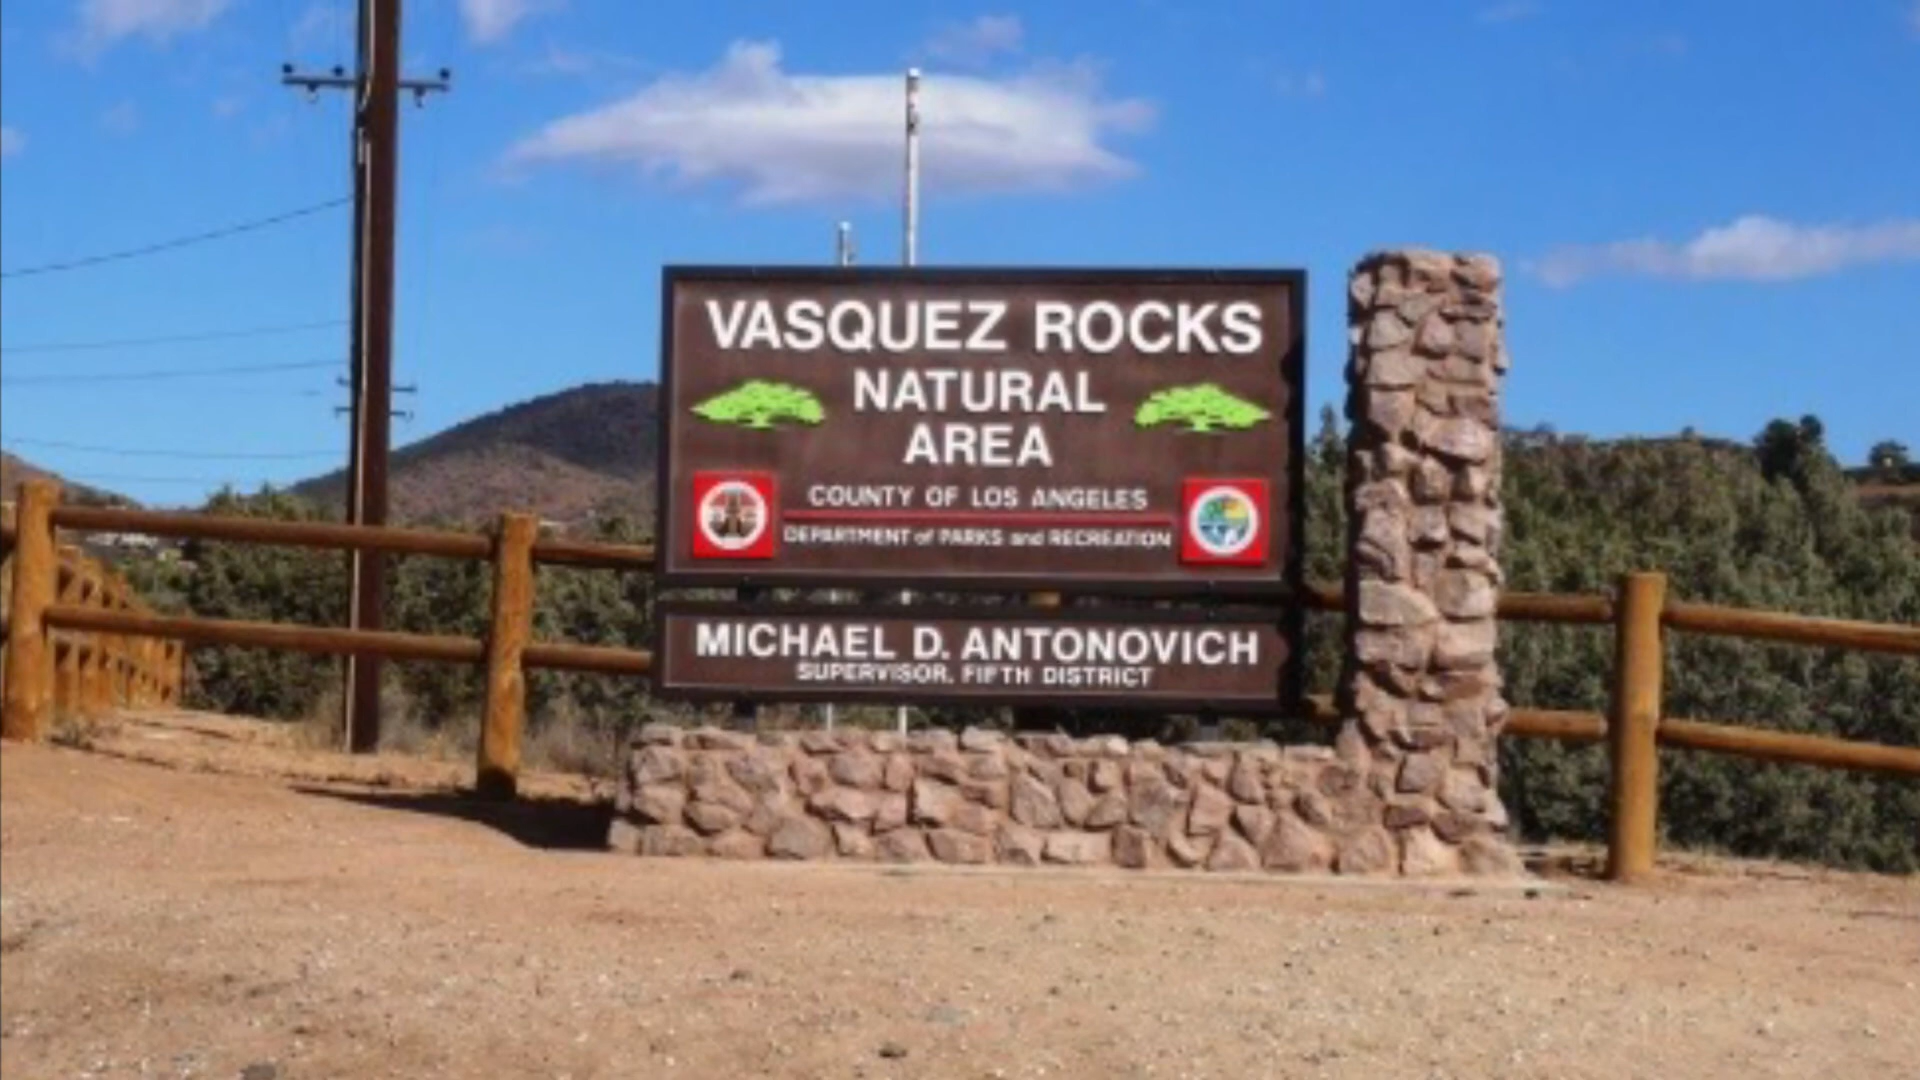 VASQUEZ ROCKS
NATURAL
AREA
COUNTY OF LOS ANGELES
DEPARTMENT of PARKS and RECREATION
MICHAEL D. ANTONOVICH
SUPERVISOR, FIFTH DISTRICT